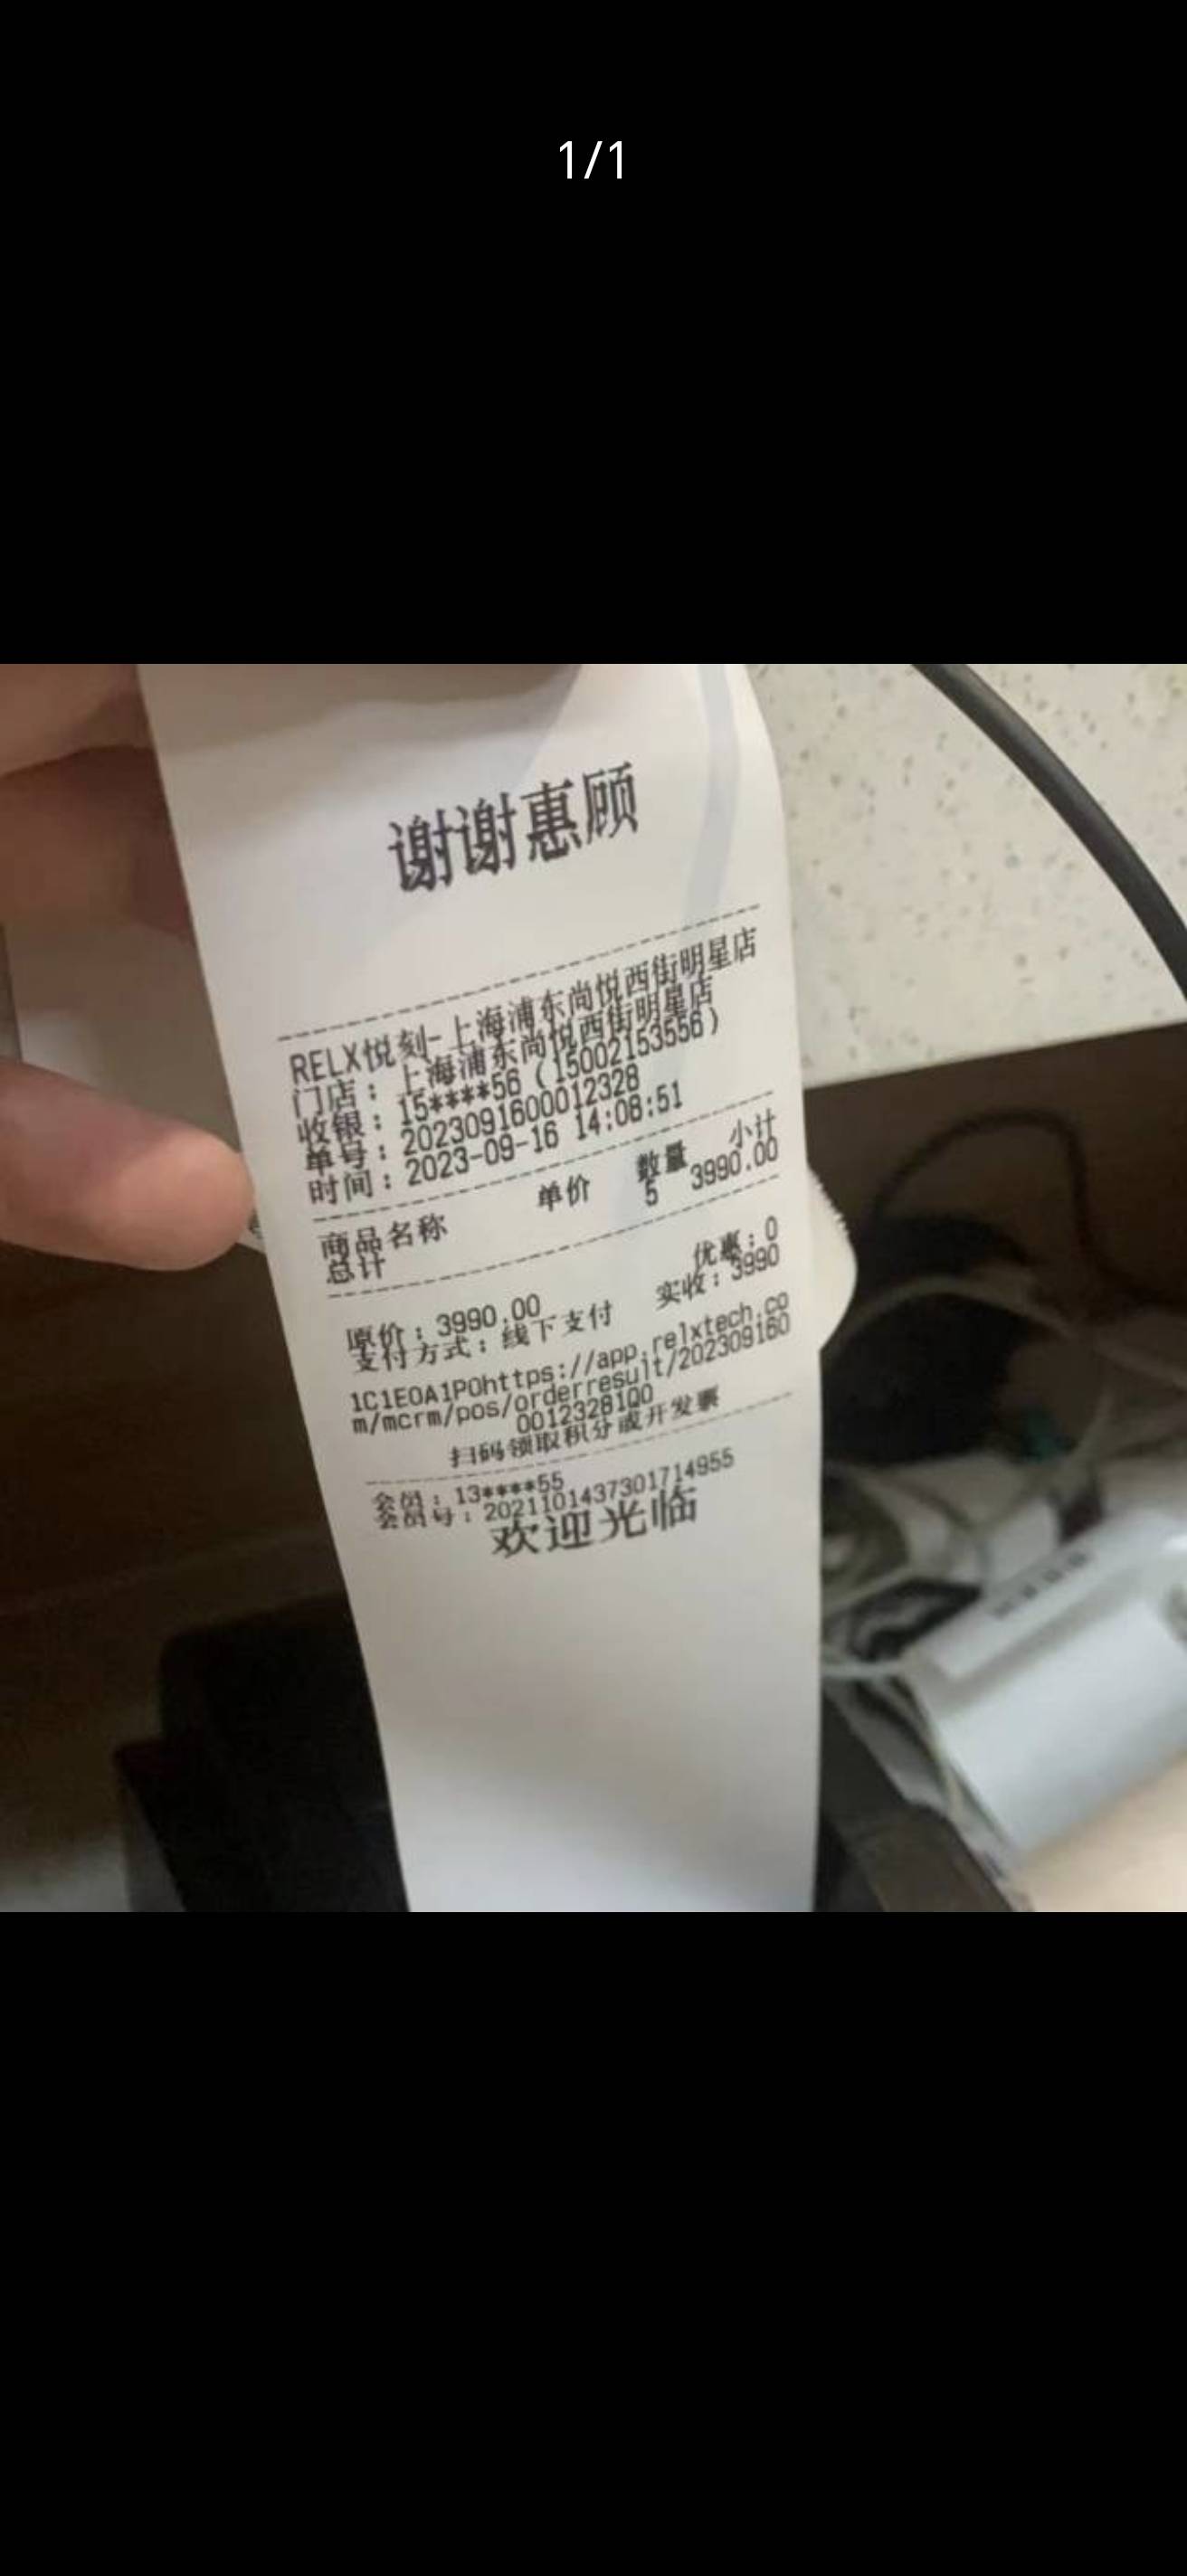 1/1
谢谢惠顾
RELX悦刻-上海浦东尚悦西街明星店
门店：上海浦东尚悦西街明星店
收银：15****56（15002153556）
单号：2023091600012328
时间：2023-09-16 14:08:51
商品名称 单价 数量 小计
总计 5 3990.00
原价：3990.00 优惠：0
支付方式：线下支付 实收：3990
1C1E0A1P0https://app.relxtech.co
m/mcrm/pos/orderresult/202309160
0012328100
扫码领取积分或开发票
会员：13****55
会员号：2021101437301714955
欢迎光临